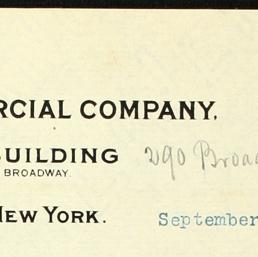 RCIAL COMPANY.
BUILDING 290 Broad
BROADWAY.
New York. September